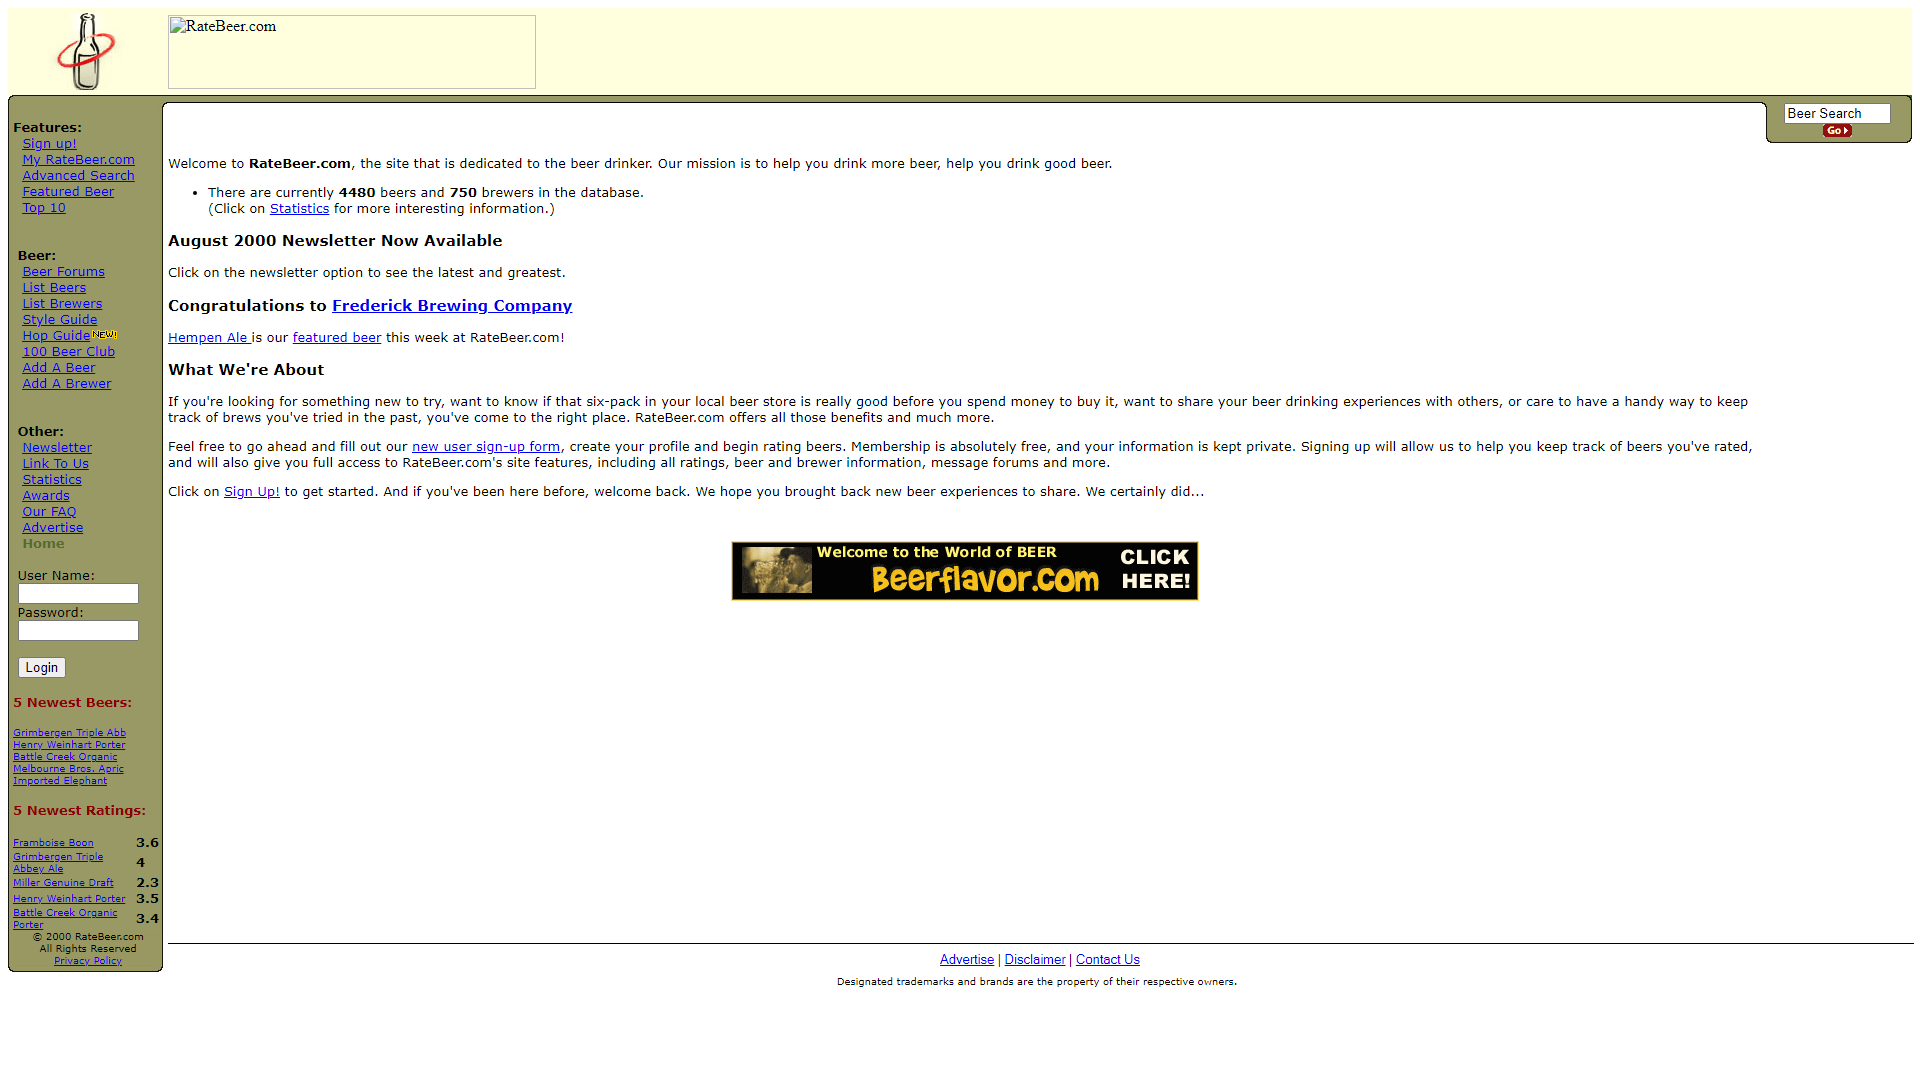 RateBeer.com
Beer Search
Go
Features:
Sign up!
My RateBeer.com
Advanced Search
Featured Beer
Top 10
Beer:
Beer Forums
List Beers
List Brewers
Style Guide
Hop Guide NEW!
100 Beer Club
Add A Beer
Add A Brewer
Other:
Newsletter
Link To Us
Statistics
Awards
Our FAQ
Advertise
Home
User Name:
Password:
Login
5 Newest Beers:
Grimbergen Triple Abb
Henry Weinhart Porter
Battle Creek Organic
Melbourne Bros. Apric
Imported Elephant
5 Newest Ratings:
Framboise Boon 3.6
Grimbergen Triple
Abbey Ale 4
Miller Genuine Draft 2.3
Henry Weinhart Porter 3.5
Battle Creek Organic
Porter 3.4
© 2000 RateBeer.com
All Rights Reserved
Privacy Policy
Welcome to RateBeer.com, the site that is dedicated to the beer drinker. Our mission is to help you drink more beer, help you drink good beer.
• There are currently 4480 beers and 750 brewers in the database.
(Click on Statistics for more interesting information.)
August 2000 Newsletter Now Available
Click on the newsletter option to see the latest and greatest.
Congratulations to Frederick Brewing Company
Hempen Ale is our featured beer this week at RateBeer.com!
What We're About
If you're looking for something new to try, want to know if that six-pack in your local beer store is really good before you spend money to buy it, want to share your beer drinking experiences with others, or care to have a handy way to keep
track of brews you've tried in the past, you've come to the right place. RateBeer.com offers all those benefits and much more.
Feel free to go ahead and fill out our new user sign-up form, create your profile and begin rating beers. Membership is absolutely free, and your information is kept private. Signing up will allow us to help you keep track of beers you've rated,
and will also give you full access to RateBeer.com's site features, including all ratings, beer and brewer information, message forums and more.
Click on Sign Up! to get started. And if you've been here before, welcome back. We hope you brought back new beer experiences to share. We certainly did...
Welcome to the World of BEER
Beerflavor.com
CLICK
HERE!
Advertise | Disclaimer | Contact Us
Designated trademarks and brands are the property of their respective owners.